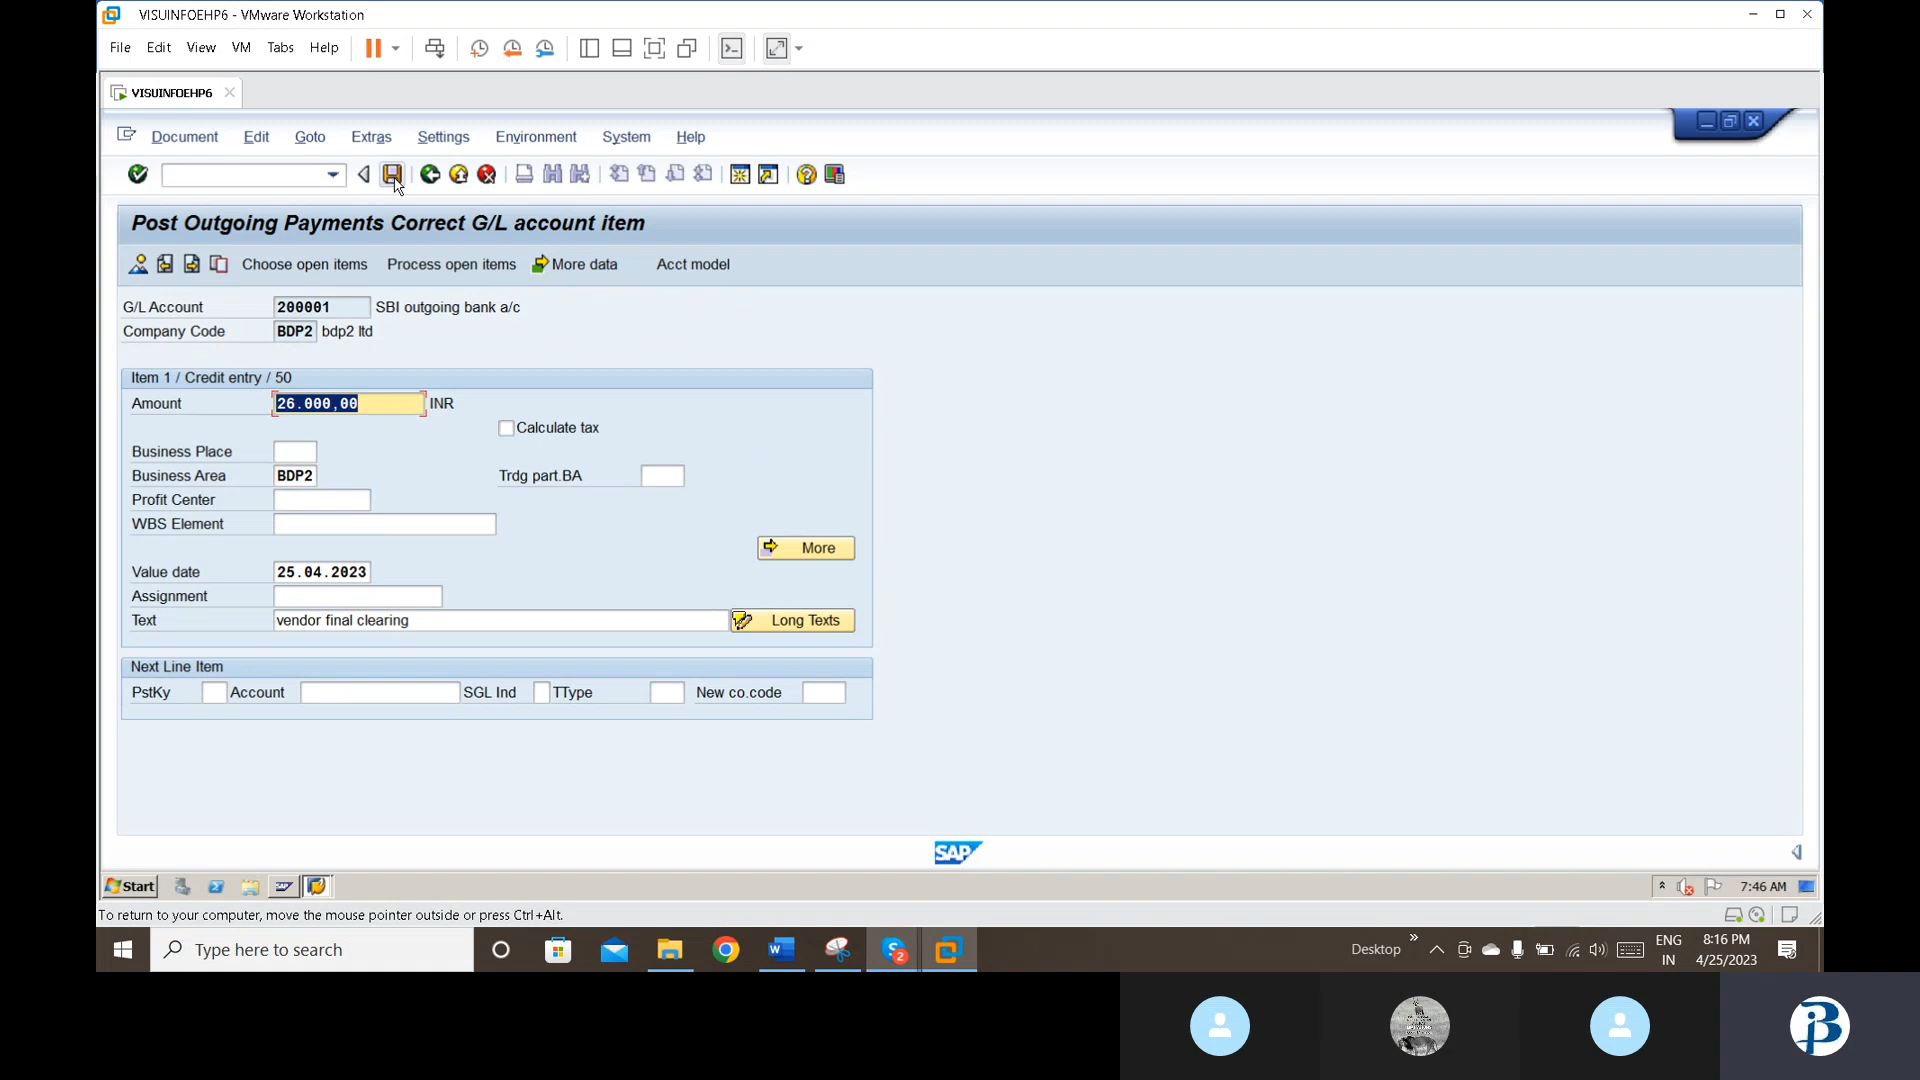 VISUINFOEHP6 - VMware Workstation
File Edit View VM Tabs Help
VISUINFOEHP6
Document Edit Goto Extras Settings Environment System Help
Post Outgoing Payments Correct G/L account item
Choose open items Process open items More data Acct model
G/L Account 200001 SBI outgoing bank a/c
Company Code BDP2 bdp2 ltd
Item 1 / Credit entry / 50
Amount 26.000,00 INR
Calculate tax
Business Place
Business Area BDP2 Trdg part.BA
Profit Center
WBS Element
More
Value date 25.04.2023
Assignment
Text vendor final clearing Long Texts
Next Line Item
PstKy Account SGL Ind TType New co.code
SAP
Start 7:46 AM
To return to your computer, move the mouse pointer outside or press Ctrl+Alt.
Type here to search 2 Desktop ENG IN 8:16 PM 4/25/2023